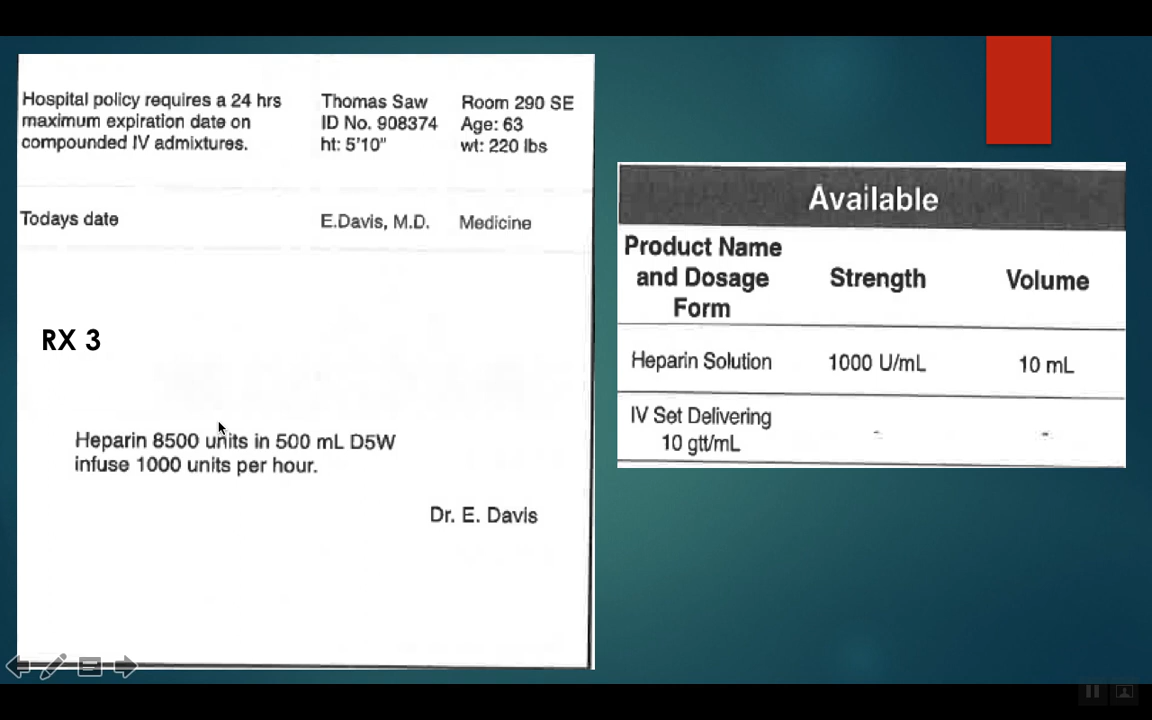 Hospital policy requires a 24 hrs
maximum expiration date on
compounded IV admixtures.
Thomas Saw
ID No. 908374
ht: 5'10"
Room 290 SE
Age: 63
wt: 220 lbs
Todays date
E.Davis, M.D.
Medicine
RX 3
Heparin 8500 units in 500 mL D5W
infuse 1000 units per hour.
Dr. E. Davis
Available
Product Name
and Dosage
Form
Strength
Volume
Heparin Solution
1000 U/mL
10 mL
IV Set Delivering
10 gtt/mL
-
-